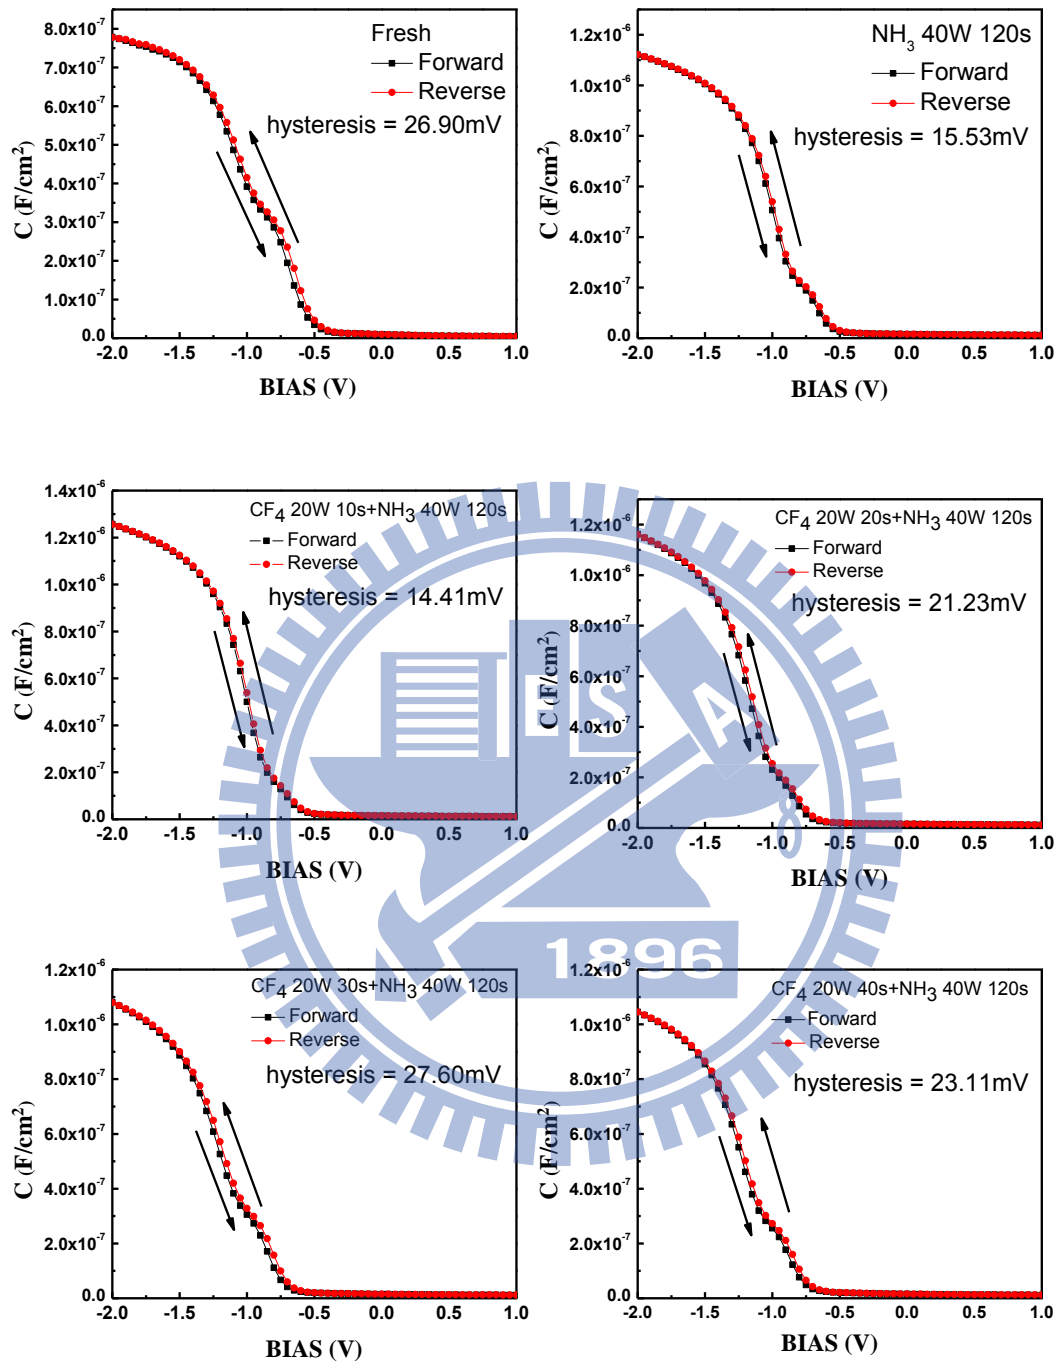 Fresh
Forward
Reverse
hysteresis = 26.90mV
8.0x10-7
7.0x10-7
6.0x10-7
5.0x10-7
4.0x10-7
3.0x10-7
2.0x10-7
1.0x10-7
0.0
C (F/cm2)
-2.0 -1.5 -1.0 -0.5 0.0 0.5 1.0
BIAS (V)
NH3 40W 120s
Forward
Reverse
hysteresis = 15.53mV
1.2x10-6
1.0x10-6
8.0x10-7
6.0x10-7
4.0x10-7
2.0x10-7
0.0
C (F/cm2)
-2.0 -1.5 -1.0 -0.5 0.0 0.5 1.0
BIAS (V)
CF4 20W 10s+NH3 40W 120s
Forward
Reverse
hysteresis = 14.41mV
1.4x10-6
1.2x10-6
1.0x10-6
8.0x10-7
6.0x10-7
4.0x10-7
2.0x10-7
0.0
C (F/cm2)
-2.0 -1.5 -1.0 -0.5 0.0 0.5 1.0
BIAS (V)
CF4 20W 20s+NH3 40W 120s
Forward
Reverse
hysteresis = 21.23mV
1.2x10-6
1.0x10-6
8.0x10-7
6.0x10-7
4.0x10-7
2.0x10-7
0.0
C (F/cm2)
-2.0 -1.5 -1.0 -0.5 0.0 0.5 1.0
BIAS (V)
ESA
1896
CF4 20W 30s+NH3 40W 120s
Forward
Reverse
hysteresis = 27.60mV
1.2x10-6
1.0x10-6
8.0x10-7
6.0x10-7
4.0x10-7
2.0x10-7
0.0
C (F/cm2)
-2.0 -1.5 -1.0 -0.5 0.0 0.5 1.0
BIAS (V)
CF4 20W 40s+NH3 40W 120s
Forward
Reverse
hysteresis = 23.11mV
1.2x10-6
1.0x10-6
8.0x10-7
6.0x10-7
4.0x10-7
2.0x10-7
0.0
C (F/cm2)
-2.0 -1.5 -1.0 -0.5 0.0 0.5 1.0
BIAS (V)